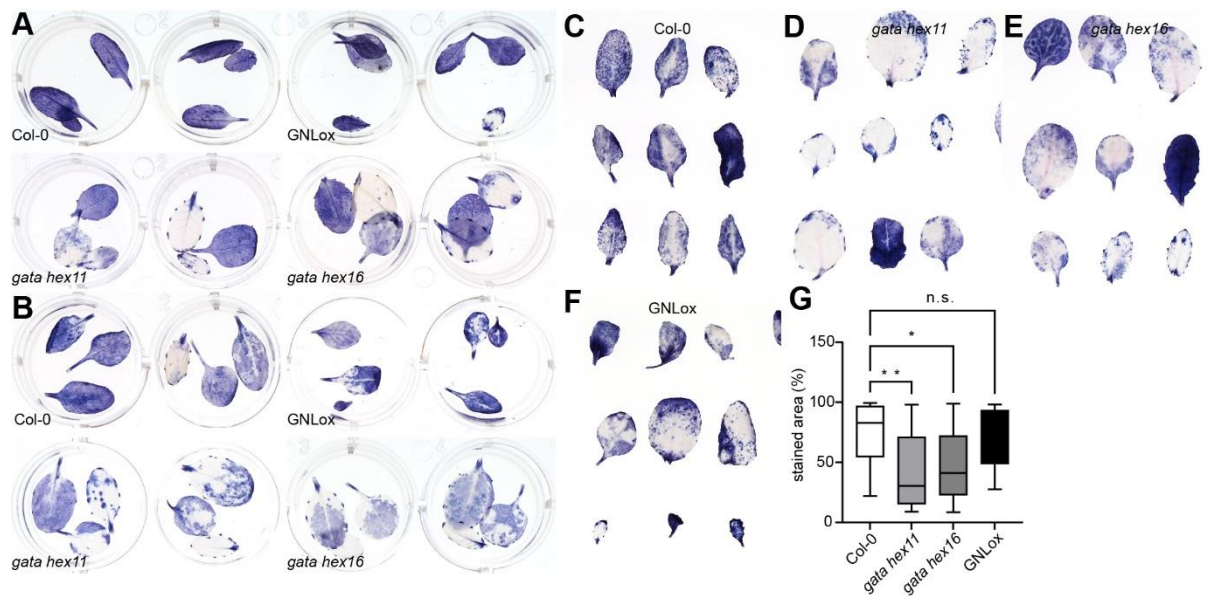 A
Col-0
GNLox
gata hex11
gata hex16
B
Col-0
GNLox
gata hex11
gata hex16
C
Col-0
D
gata hex11
E
gata hex16
F
GNLox
G
n.s.
*
**
150
100
50
0
stained area (%)
Col-0
gata hex11
gata hex16
GNLox